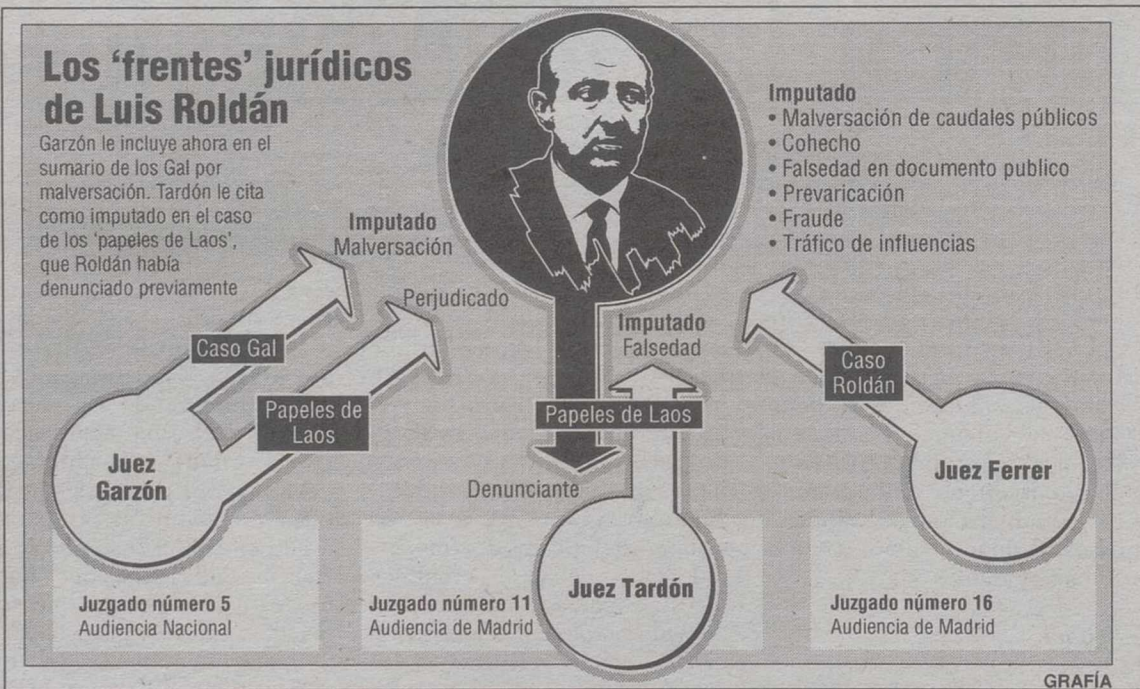 Los ‘frentes’ jurídicos
de Luis Roldán
Garzón le incluye ahora en el
sumario de los Gal por
malversación. Tardón le cita
como imputado en el caso
de los ‘papeles de Laos’,
que Roldán había
denunciado previamente
Imputado
Malversación
Perjudicado
Caso Gal
Papeles de
Laos
Juez
Garzón
Juzgado número 5
Audiencia Nacional
Imputado
Falsedad
Papeles de Laos
Denunciante
Juez Tardón
Juzgado número 11
Audiencia de Madrid
Imputado
• Malversación de caudales públicos
• Cohecho
• Falsedad en documento publico
• Prevaricación
• Fraude
• Tráfico de influencias
Caso
Roldán
Juez Ferrer
Juzgado número 16
Audiencia de Madrid
GRAFÍA